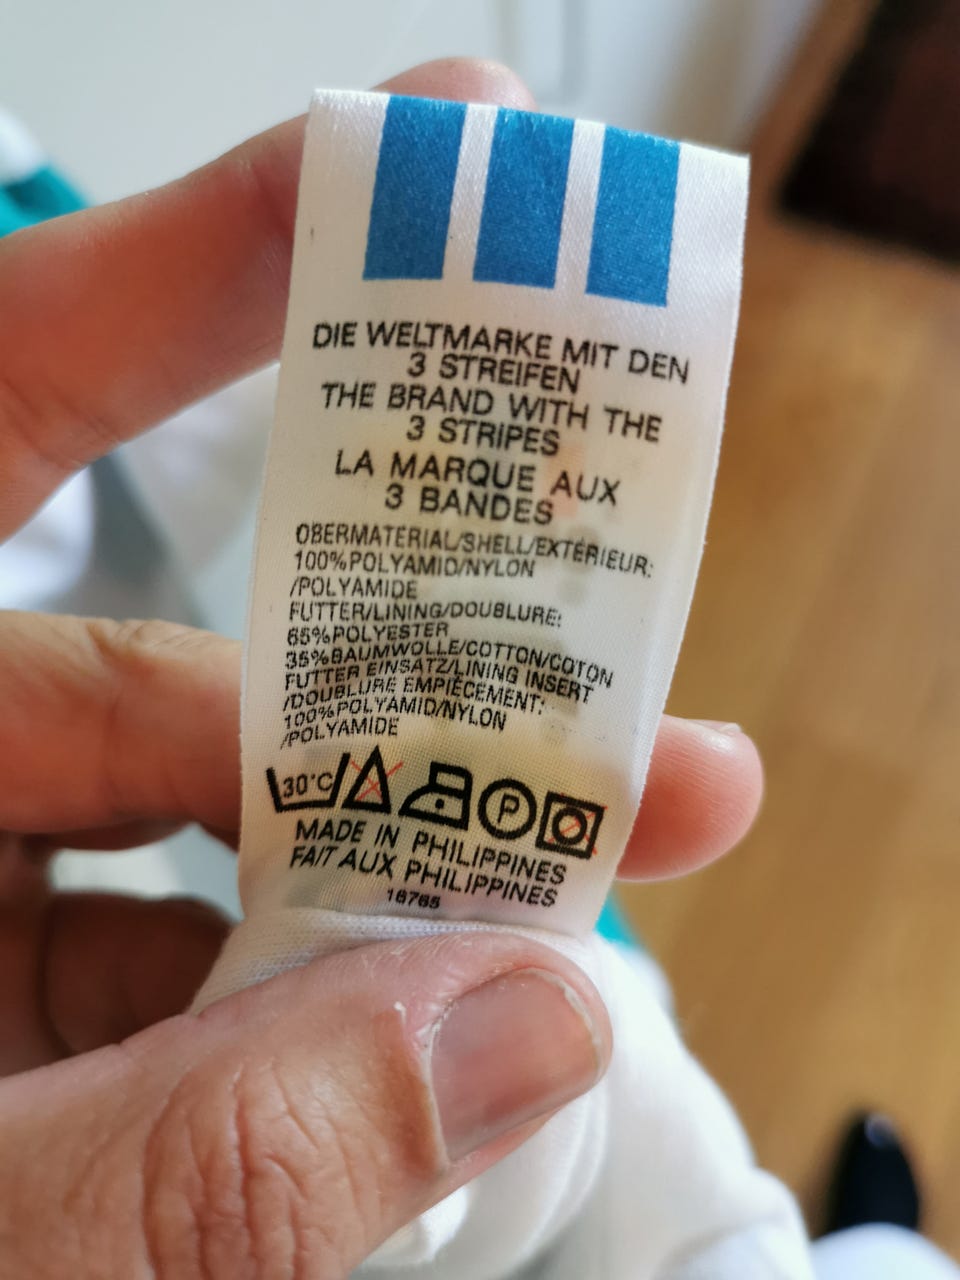 DIE WELTMARKE MIT DEN
3 STREIFEN
THE BRAND WITH THE
3 STRIPES
LA MARQUE AUX
3 BANDES
OBERMATERIAL/SHELL/EXTÉRIEUR:
100%POLYAMID/NYLON
/POLYAMIDE
FUTTER/LINING/DOUBLURE:
65%POLYESTER
35%BAUMWOLLE/COTTON/COTON
FUTTER EINSATZ/LINING INSERT
/DOUBLURE EMPIÈCEMENT:
100%POLYAMID/NYLON
/POLYAMIDE
30°C P
MADE IN PHILIPPINES
FAIT AUX PHILIPPINES
16765